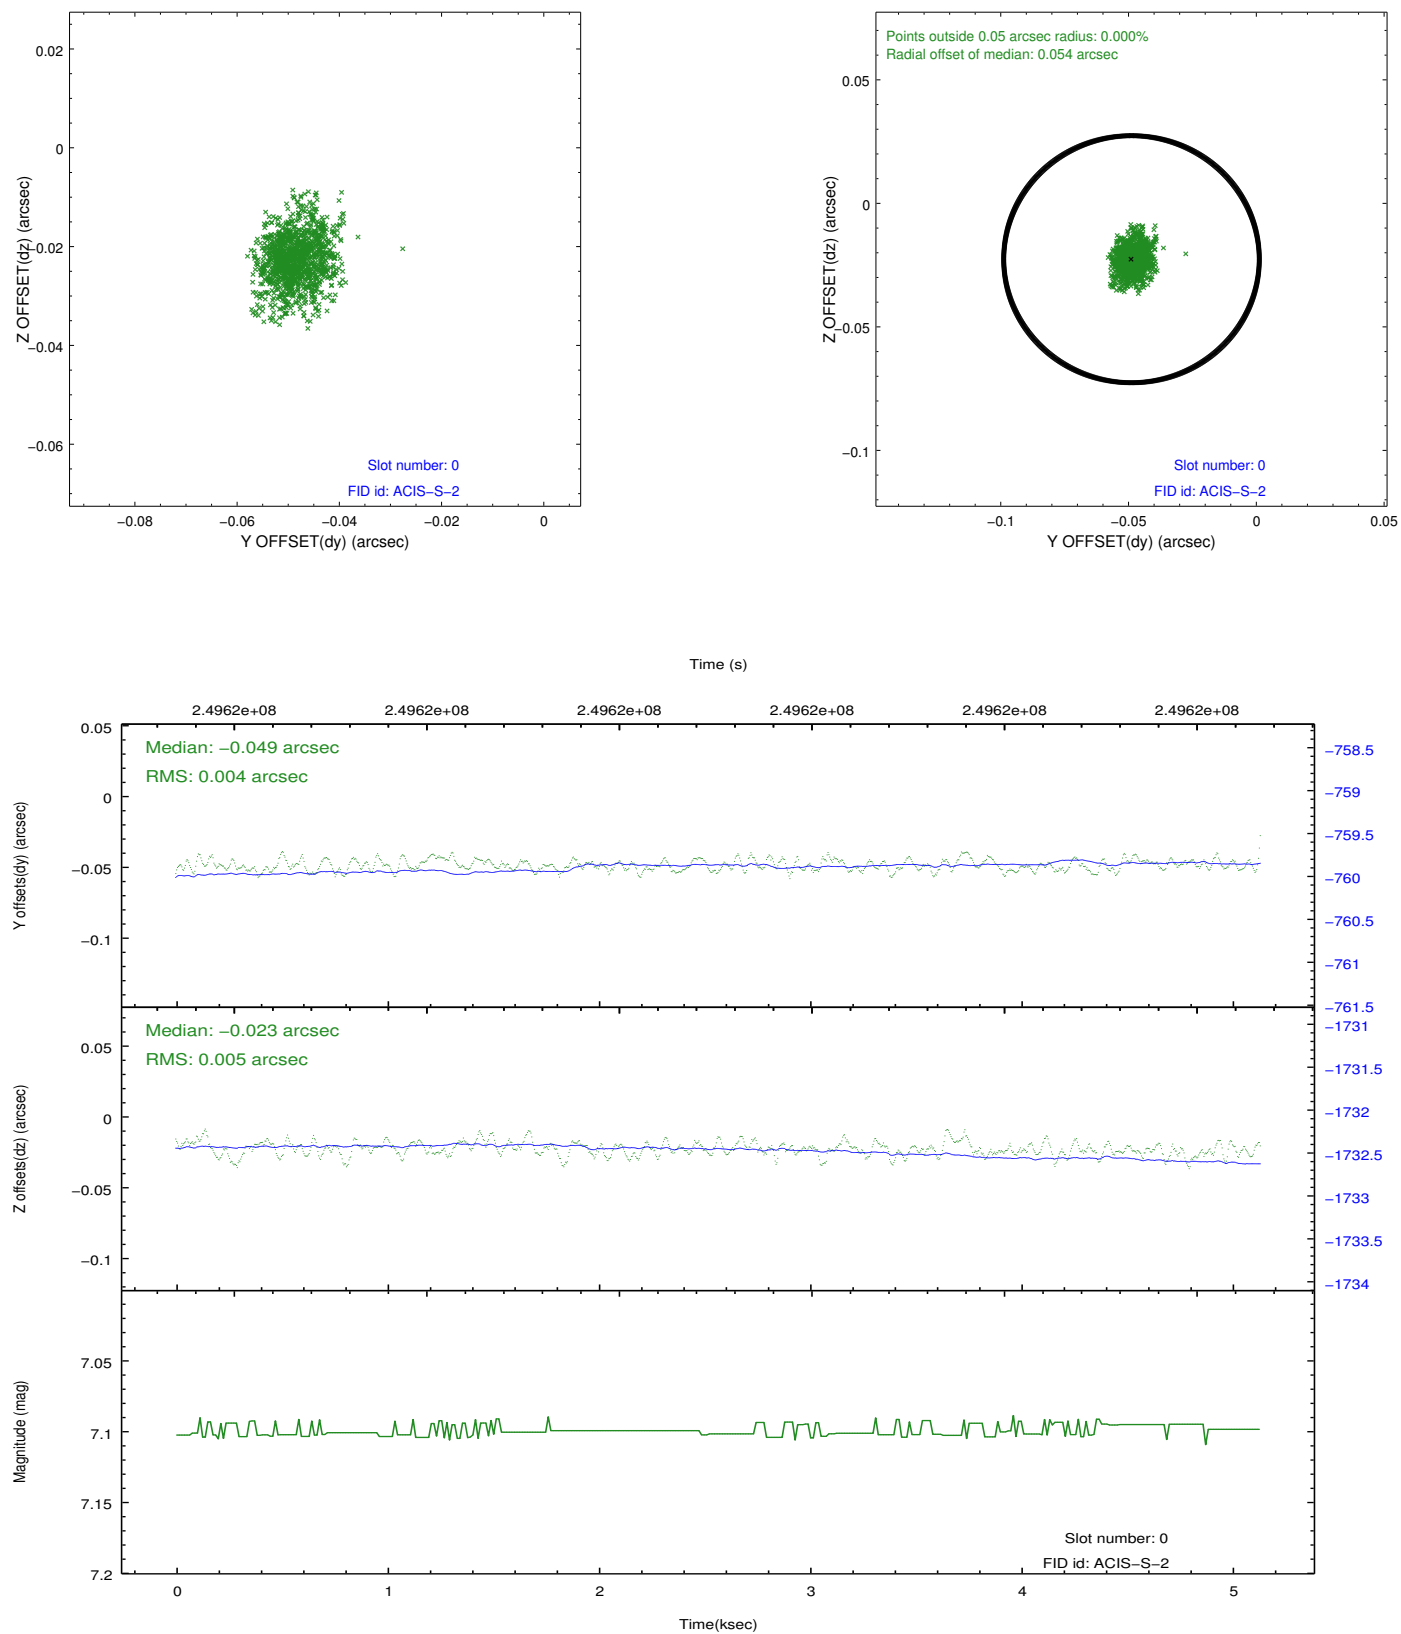 0.02
0
−0.02
−0.04
−0.06
Z OFFSET(dz) (arcsec)
Slot number: 0
FID id: ACIS−S−2
−0.08
−0.06
−0.04
−0.02
0
Y OFFSET(dy) (arcsec)
Points outside 0.05 arcsec radius: 0.000%
Radial offset of median: 0.054 arcsec
0.05
0
−0.05
−0.1
Z OFFSET(dz) (arcsec)
Slot number: 0
FID id: ACIS−S−2
−0.1
−0.05
0
0.05
Y OFFSET(dy) (arcsec)
Time (s)
2.4962e+08
2.4962e+08
2.4962e+08
2.4962e+08
2.4962e+08
2.4962e+08
Median: −0.049 arcsec
RMS: 0.004 arcsec
0.05
0
−0.05
−0.1
Y offsets(dy) (arcsec)
−758.5
−759
−759.5
−760
−760.5
−761
−761.5
Median: −0.023 arcsec
RMS: 0.005 arcsec
0.05
0
−0.05
−0.1
Z offsets(dz) (arcsec)
−1731
−1731.5
−1732
−1732.5
−1733
−1733.5
−1734
7.05
7.1
7.15
7.2
Magnitude (mag)
Slot number: 0
FID id: ACIS−S−2
0
1
2
3
4
5
Time(ksec)